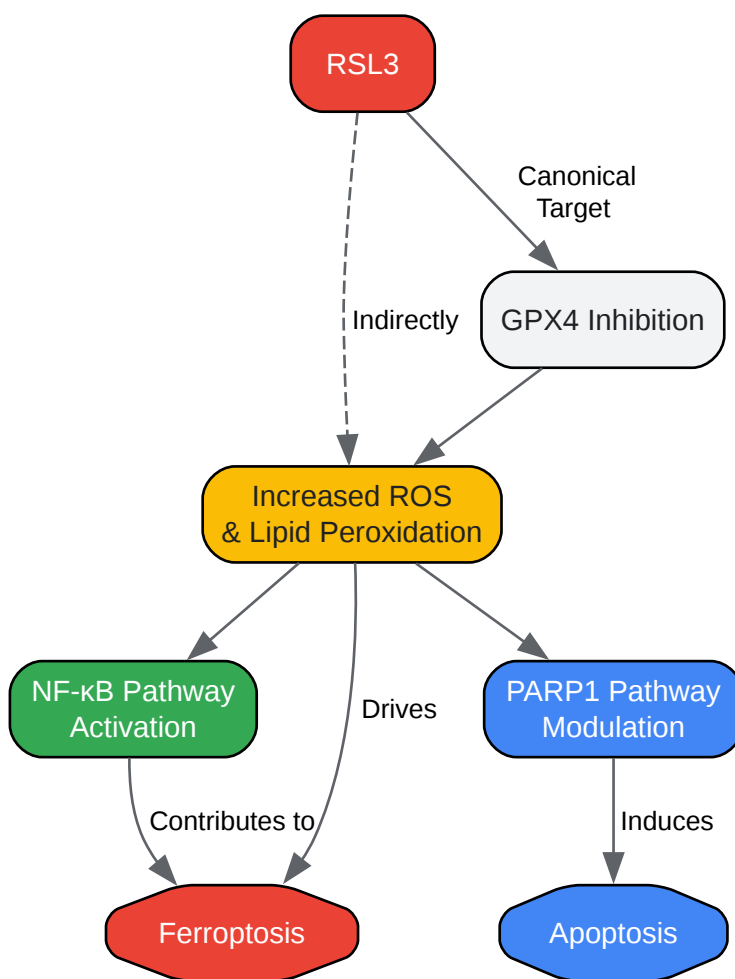 RSL3
Canonical
Target
Indirectly
GPX4 Inhibition
Increased ROS
& Lipid Peroxidation
NF-κB Pathway
Activation
Drives
PARP1 Pathway
Modulation
Contributes to
Induces
Ferroptosis
Apoptosis